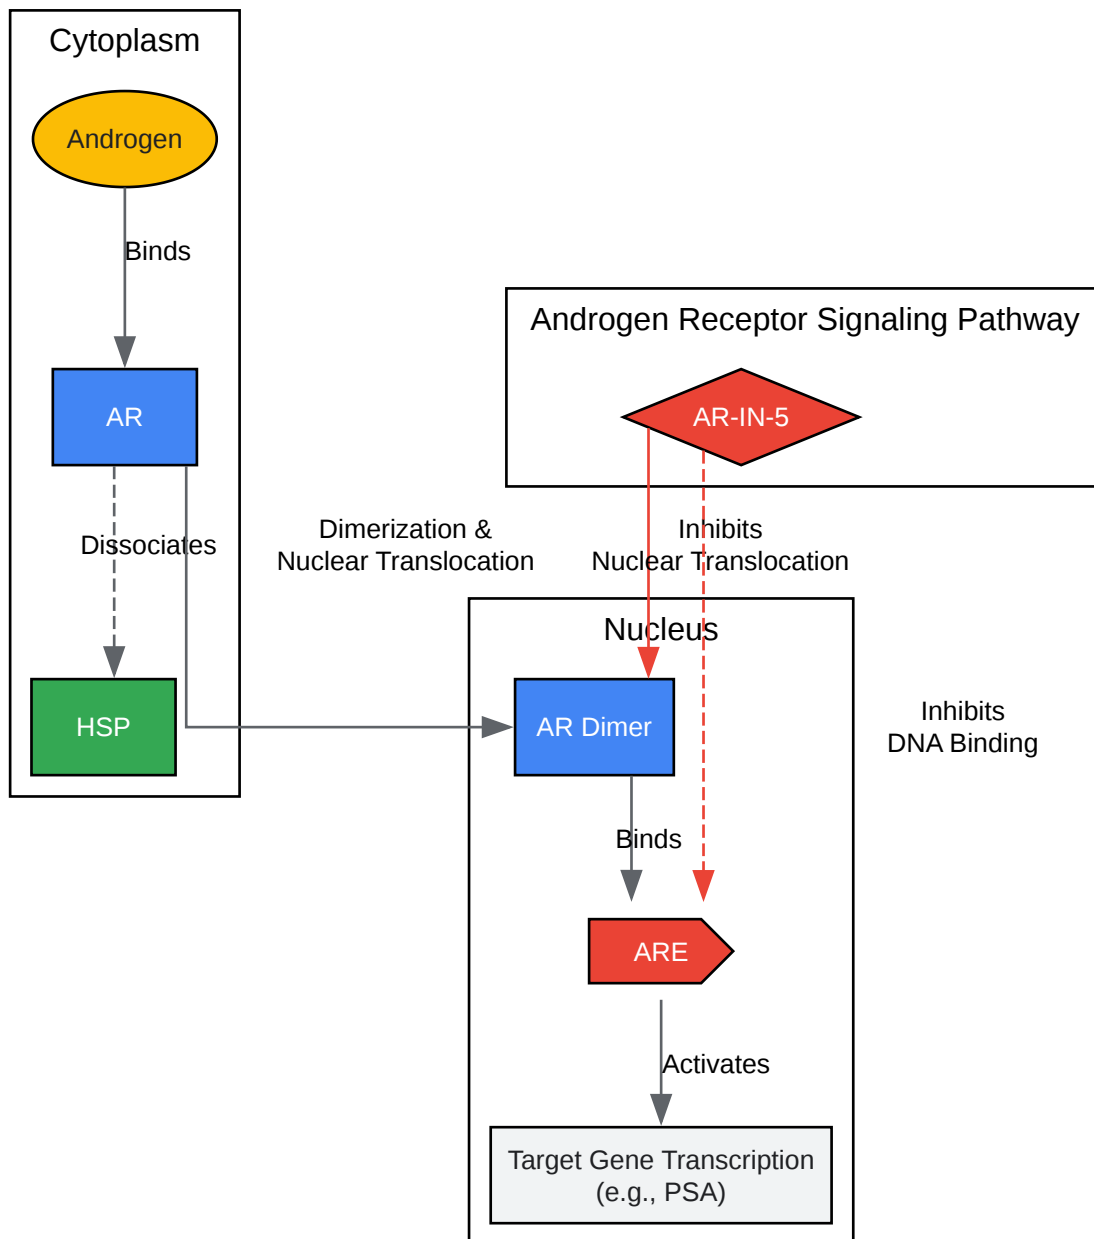 Cytoplasm
Androgen
Binds
AR
Dissociates
HSP
Androgen Receptor Signaling Pathway
AR-IN-5
Dimerization &
Nuclear Translocation
Inhibits
Nuclear Translocation
Nucleus
AR Dimer
Inhibits
DNA Binding
Binds
ARE
Activates
Target Gene Transcription
(e.g., PSA)